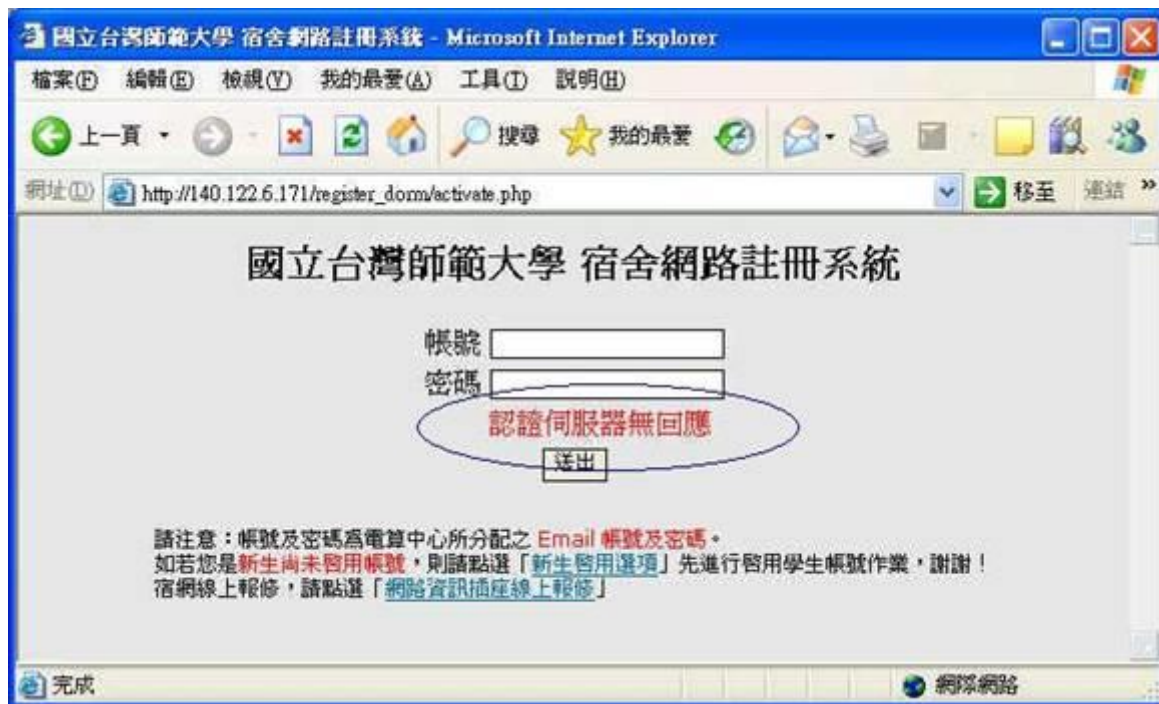 國立台灣師範大學 宿舍網路註冊系統 - Microsoft Internet Explorer
檔案(F) 編輯(E) 檢視(V) 我的最愛(A) 工具(T) 說明(H)
上一頁 搜尋 我的最愛
網址(D) http://140.122.6.171/register_dorm/activate.php 移至 連結 »
國立台灣師範大學 宿舍網路註冊系統
帳號
密碼
認證伺服器無回應
送出
請注意：帳號及密碼為電算中心所分配之 Email 帳號及密碼。
如若您是新生尚未啟用帳號，則請點選「新生啟用選項」先進行啟用學生帳號作業，謝謝！
宿網線上報修，請點選「網路資訊插座線上報修」
完成 網際網路